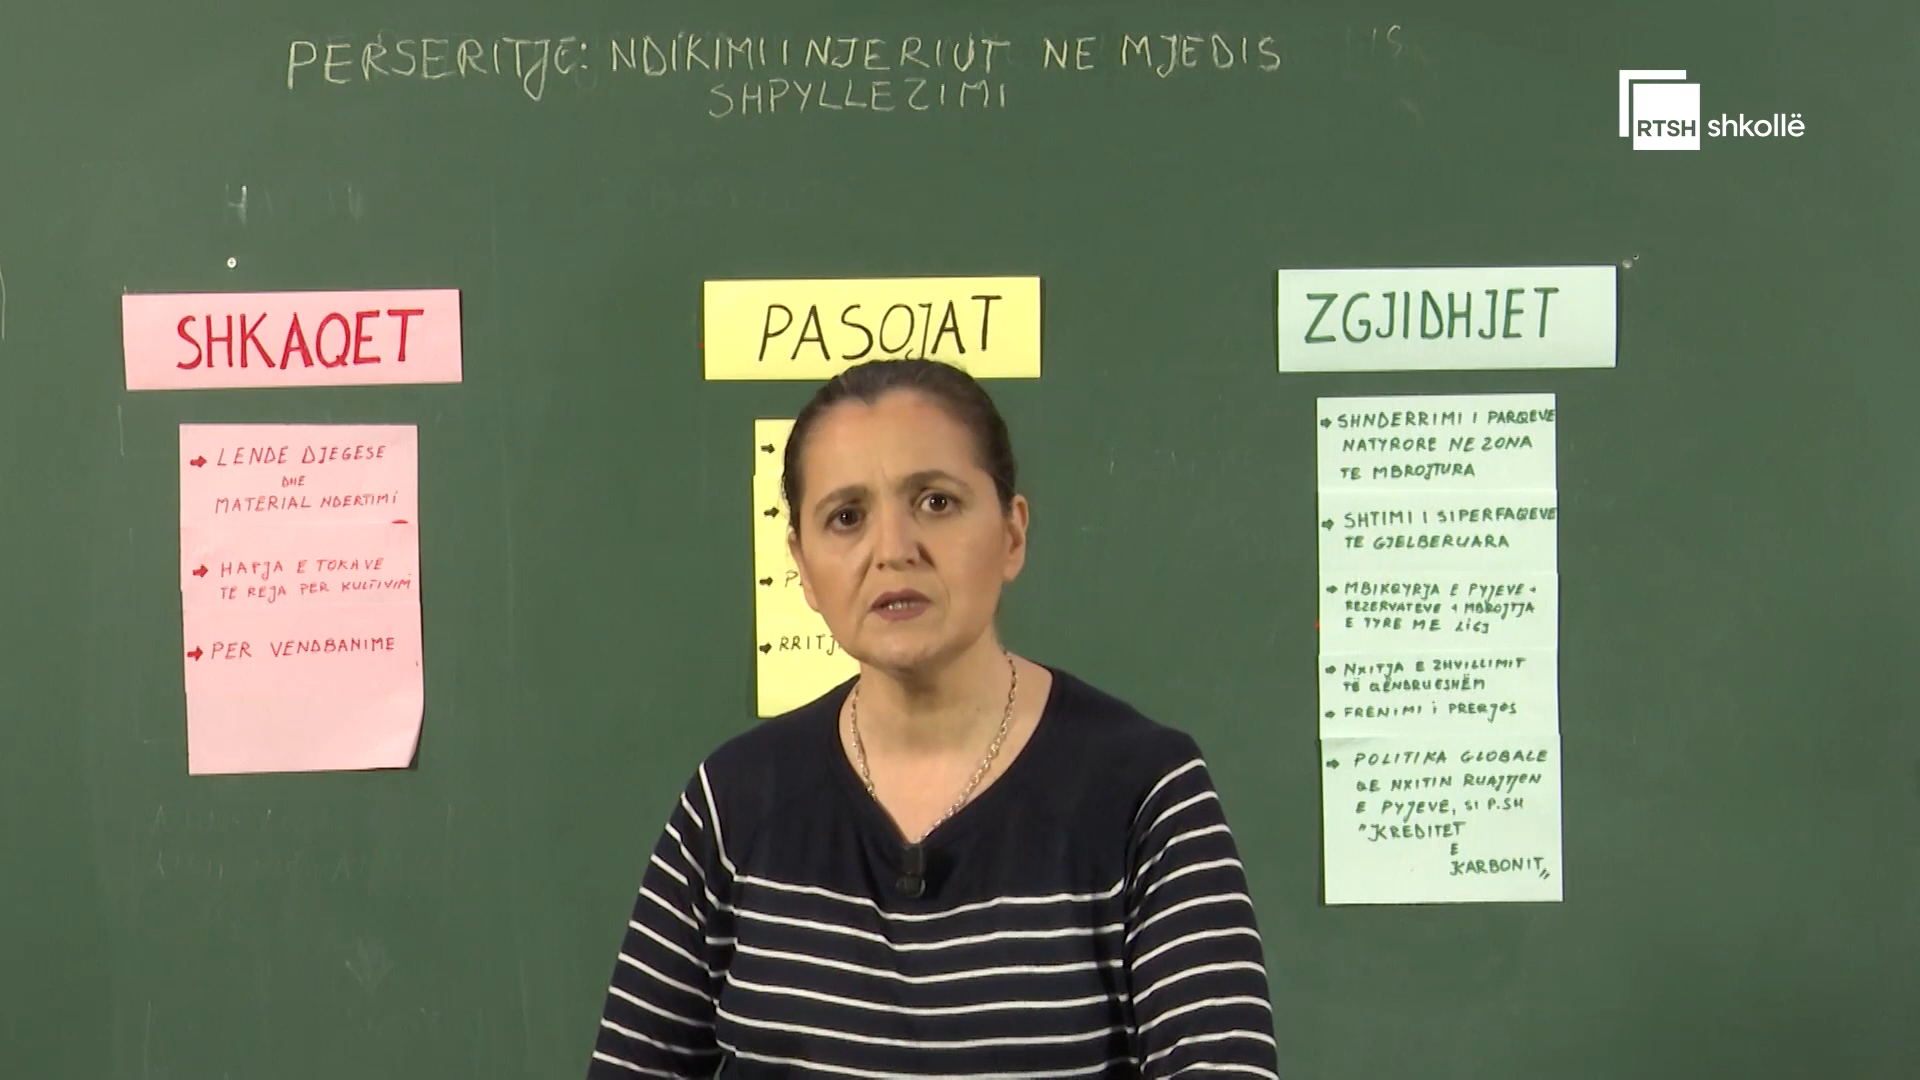 PERSERITJE: NDIKIMI I NJERIUT NE MJEDIS
SHPYLLEZIMI
RTSH shkollë
SHKAQET
LENDE DJEGESE
DHE
MATERIAL NDERTIMI
HAPJA E TOKAVE
TE REJA PER KULTIVIM
PER VENDBANIME
PASOJAT
ZGJIDHJET
SHNDERRIMI I PARQEVE
NATYRORE NE ZONA
TE MBROJTURA
SHTIMI I SIPERFAQEVE
TE GJELBERUARA
MBIKQYRJA E PYJEVE +
REZERVATEVE + MBROJTJA
E TYRE ME LIGJ
NXITJA E ZHVILLIMIT
TË QËNDRUESHËM
FRENIMI i PRERJES
POLITIKA GLOBALE
QE NXITIN RUAJTJEN
E PYJEVE, SI P.SH
"KREDITET
E
KARBONIT"